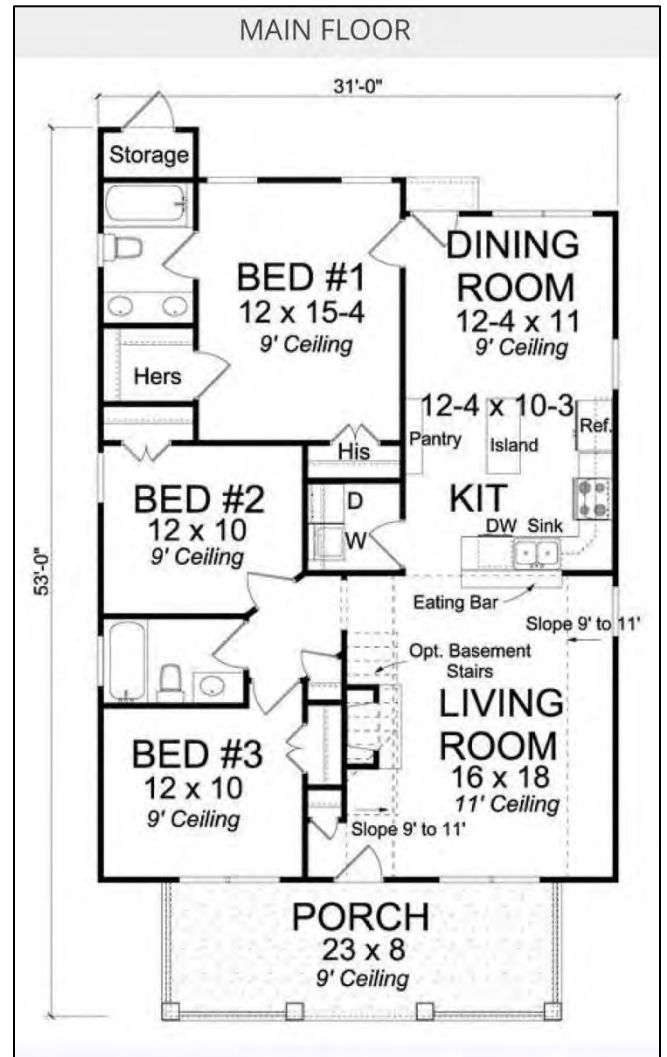 MAIN FLOOR
31'-0"
53'-0"
Storage
BED #1
12 x 15-4
9' Ceiling
DINING
ROOM
12-4 x 11
9' Ceiling
Hers
12-4 x 10-3
Pantry
Island
Ref.
His
KIT
BED #2
12 x 10
9' Ceiling
D
W
DW Sink
Eating Bar
Slope 9' to 11'
Opt. Basement
Stairs
LIVING
ROOM
16 x 18
11' Ceiling
BED #3
12 x 10
9' Ceiling
Slope 9' to 11'
PORCH
23 x 8
9' Ceiling